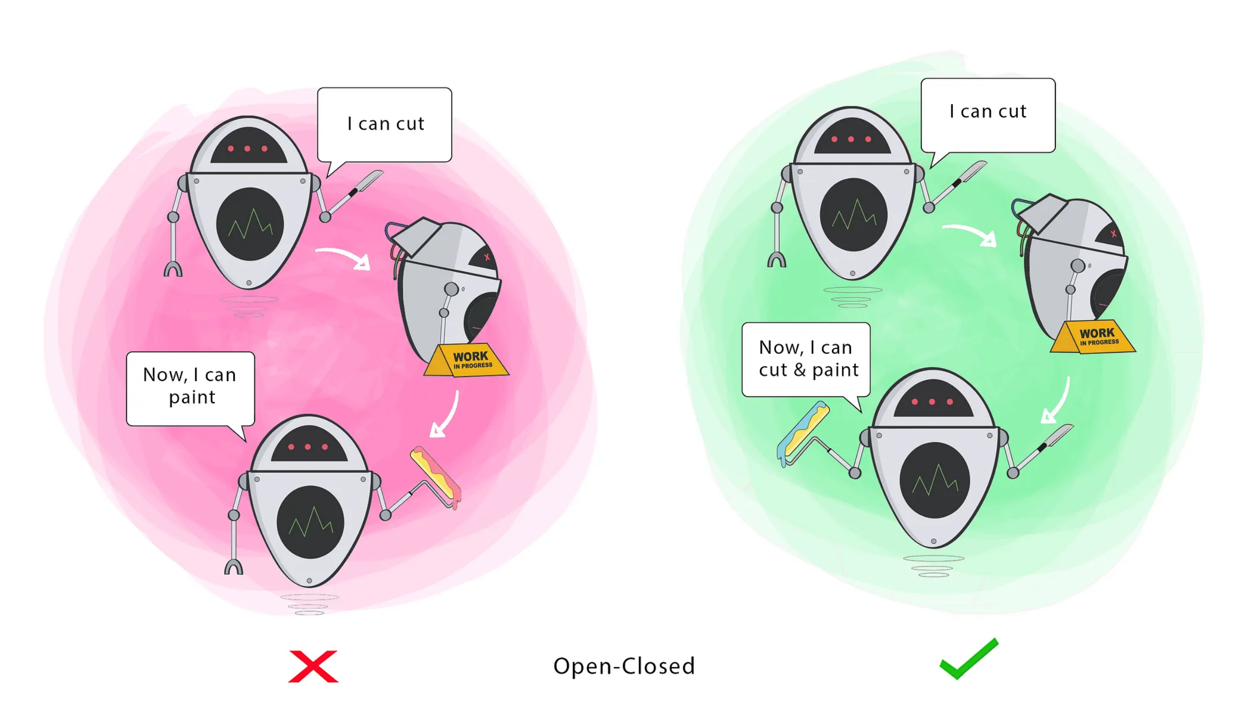 I can cut
WORK
IN PROGRESS
Now, I can
paint
I can cut
WORK
IN PROGRESS
Now, I can
cut & paint
Open-Closed